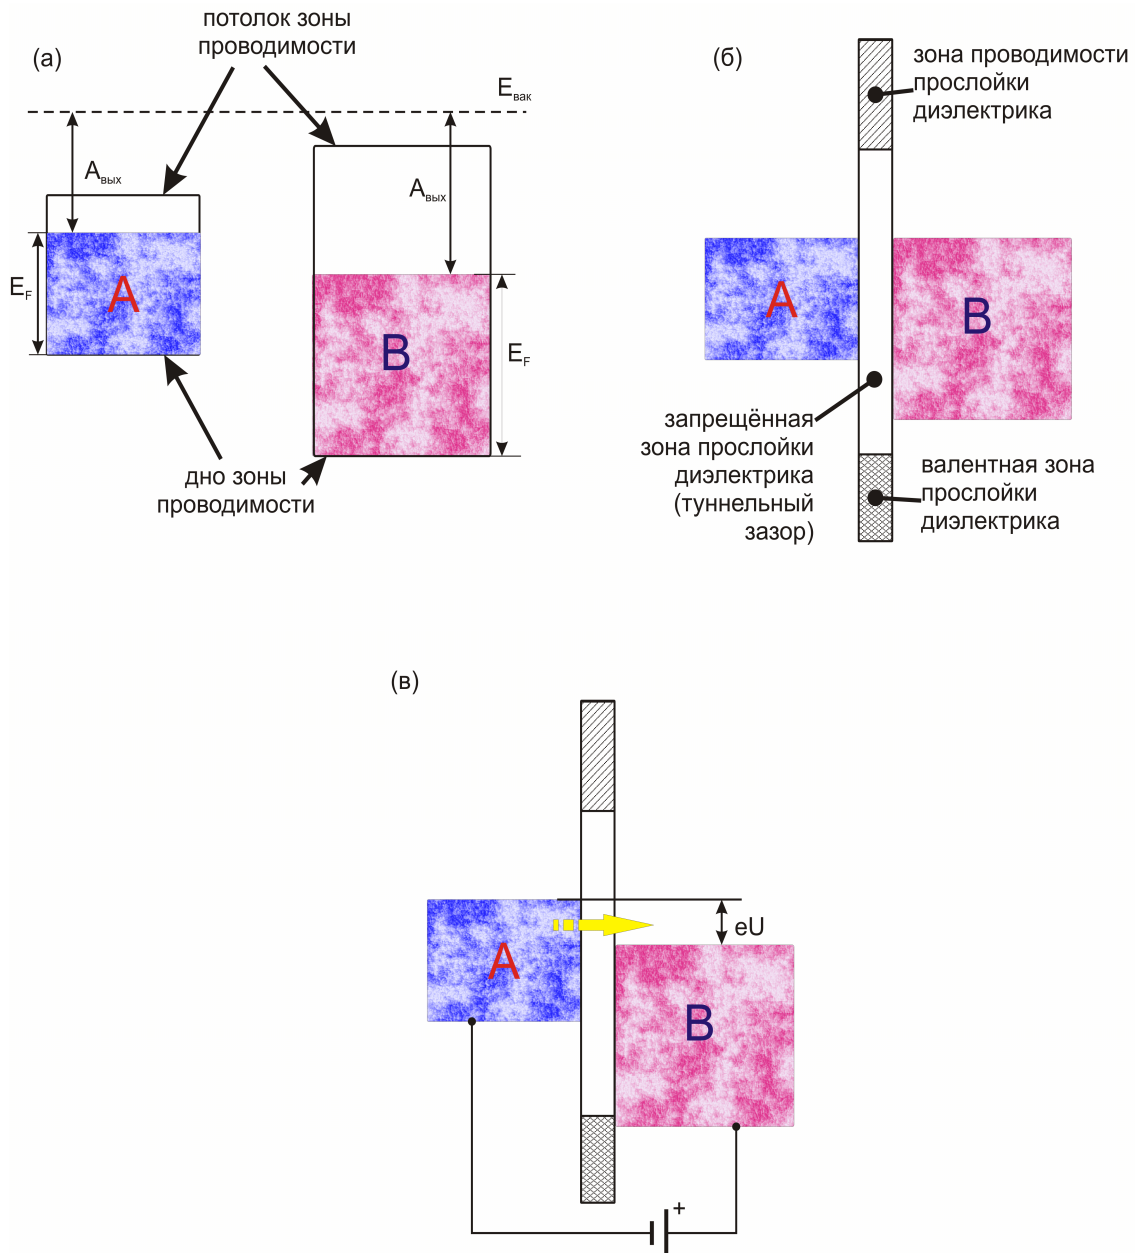 потолок зоны
проводимости
(а)
Eвак
Aвых
Aвых
EF
A
B
EF
дно зоны
проводимости
(б)
зона проводимости
прослойки
диэлектрика
A
B
запрещённая
зона прослойки
диэлектрика
(туннельный
зазор)
валентная зона
прослойки
диэлектрика
(в)
eU
A
B
+